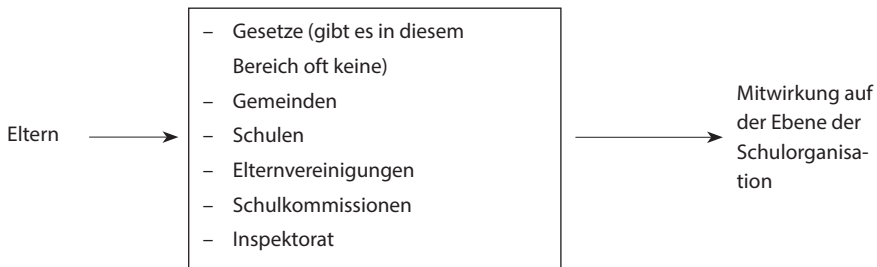 Eltern
– Gesetze (gibt es in diesem
Bereich oft keine)
– Gemeinden
– Schulen
– Elternvereinigungen
– Schulkommissionen
– Inspektorat
Mitwirkung auf
der Ebene der
Schulorganisa-
tion